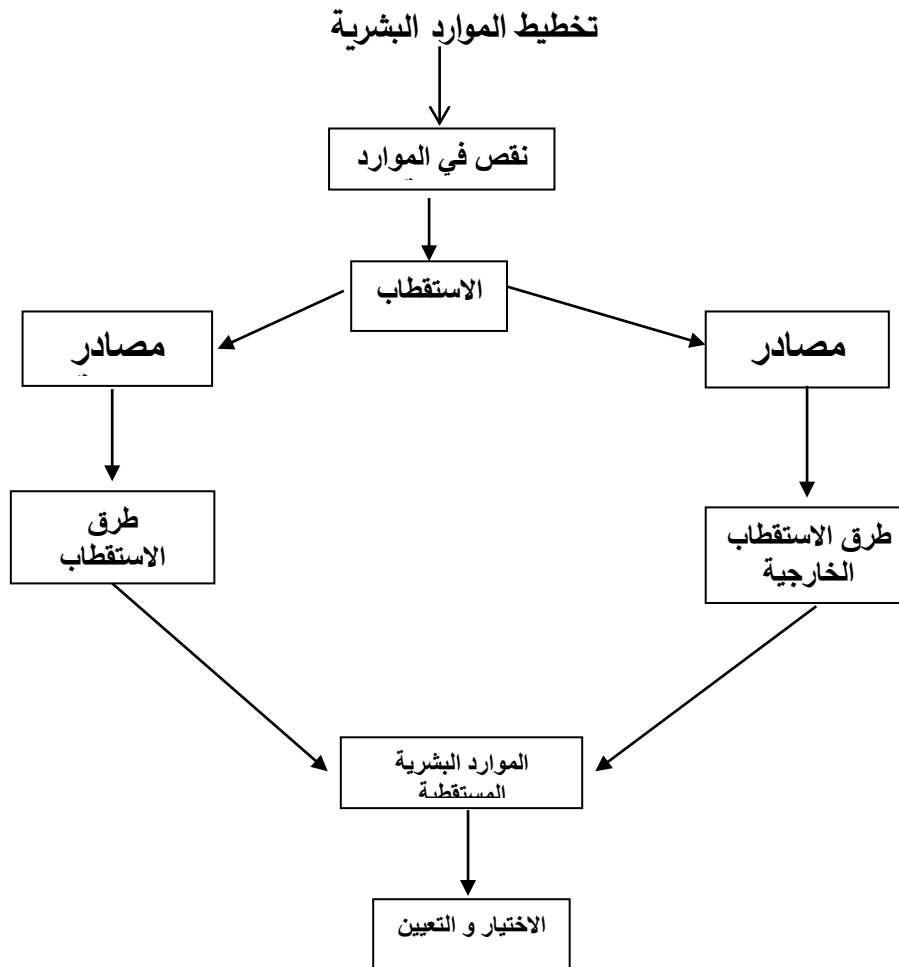 تخطيط الموارد البشرية
نقص في الموارد
الاستقطاب
مصادر
مصادر
طرق الاستقطاب
الخارجية
طرق
الاستقطاب
الموارد البشرية
المستقطبة
الاختيار و التعيين